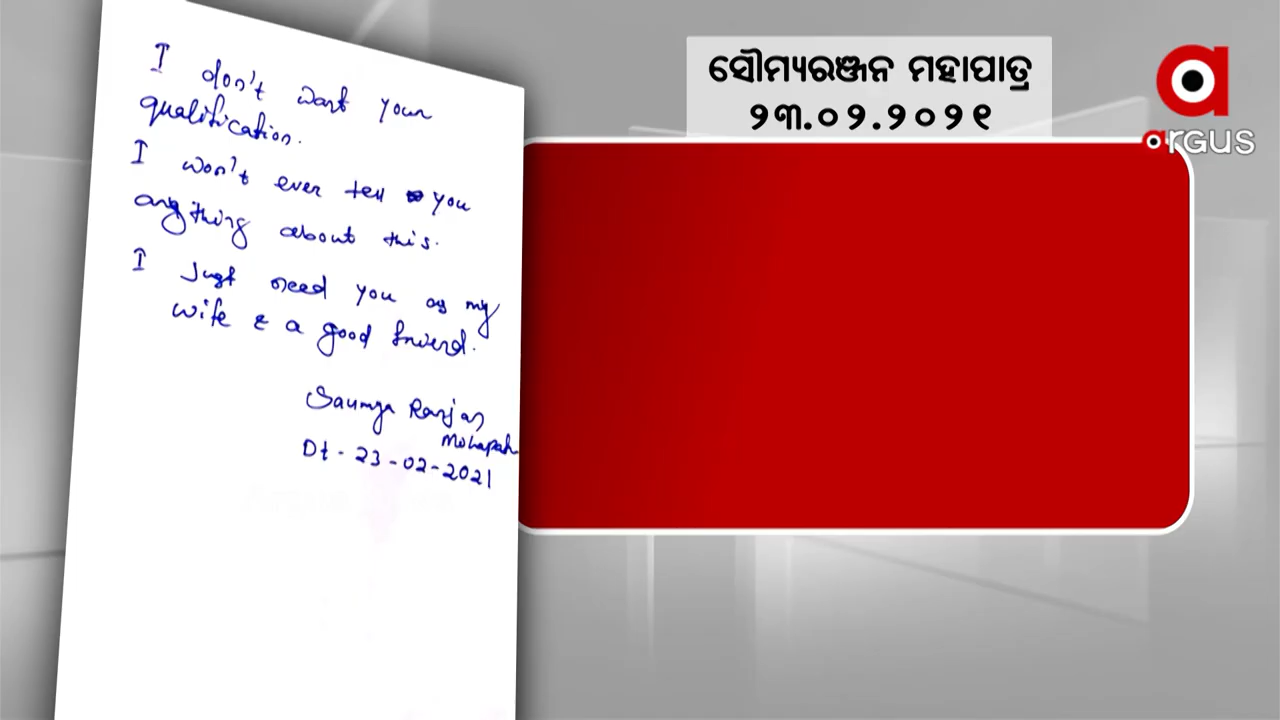 I don't want your
qualification.
I won't ever tell you
anything about this.
I Just need you as my
wife & a good friend.
Saumya Ranjan
Mohapatr
Dt - 23-02-2021
ସୌମ୍ୟରଞ୍ଜନ ମହାପାତ୍ର
୨୩.୦୨.୨୦୨୧
argus